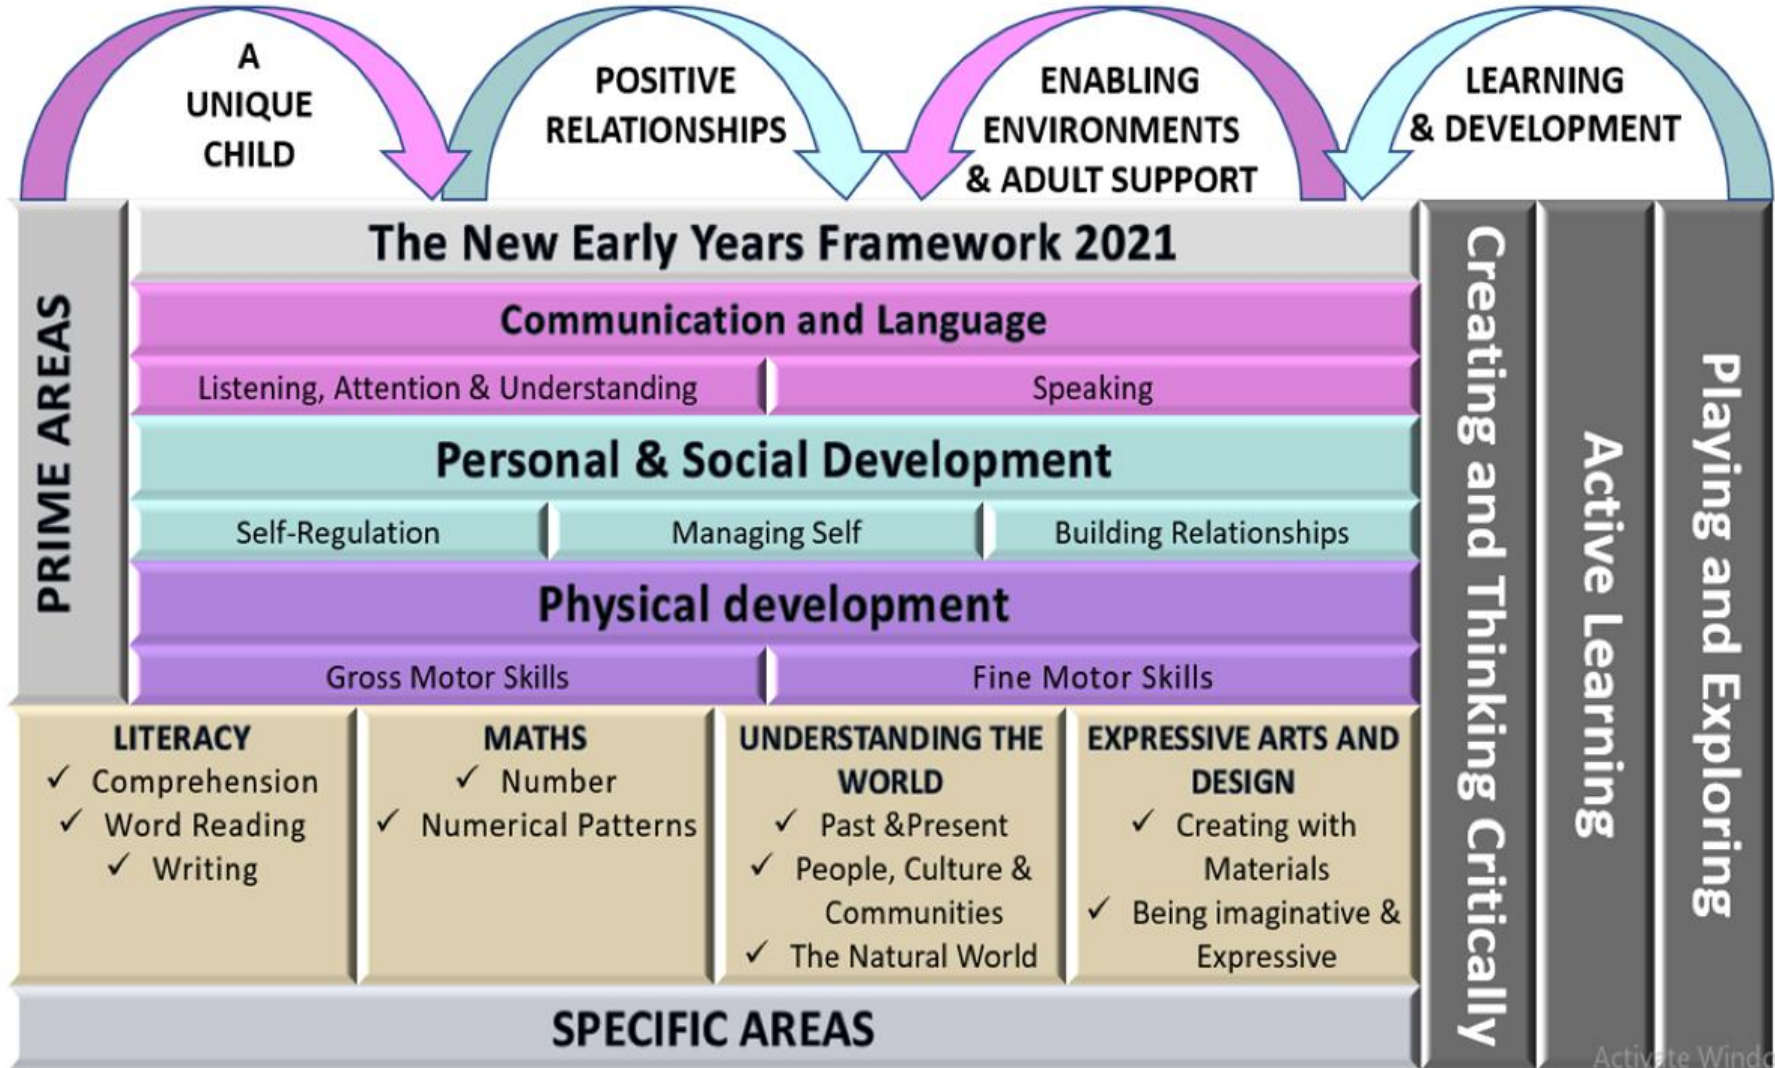 A
UNIQUE
CHILD
POSITIVE
RELATIONSHIPS
ENABLING
ENVIRONMENTS
& ADULT SUPPORT
LEARNING
& DEVELOPMENT
PRIME AREAS
The New Early Years Framework 2021
Communication and Language
Listening, Attention & Understanding
Speaking
Personal & Social Development
Self-Regulation
Managing Self
Building Relationships
Physical development
Gross Motor Skills
Fine Motor Skills
LITERACY
✓ Comprehension
✓ Word Reading
✓ Writing
MATHS
✓ Number
✓ Numerical Patterns
UNDERSTANDING THE
WORLD
✓ Past &Present
✓ People, Culture &
Communities
✓ The Natural World
EXPRESSIVE ARTS AND
DESIGN
✓ Creating with
Materials
✓ Being imaginative &
Expressive
SPECIFIC AREAS
Creating and Thinking Critically
Active Learning
Playing and Exploring
Activate Windo